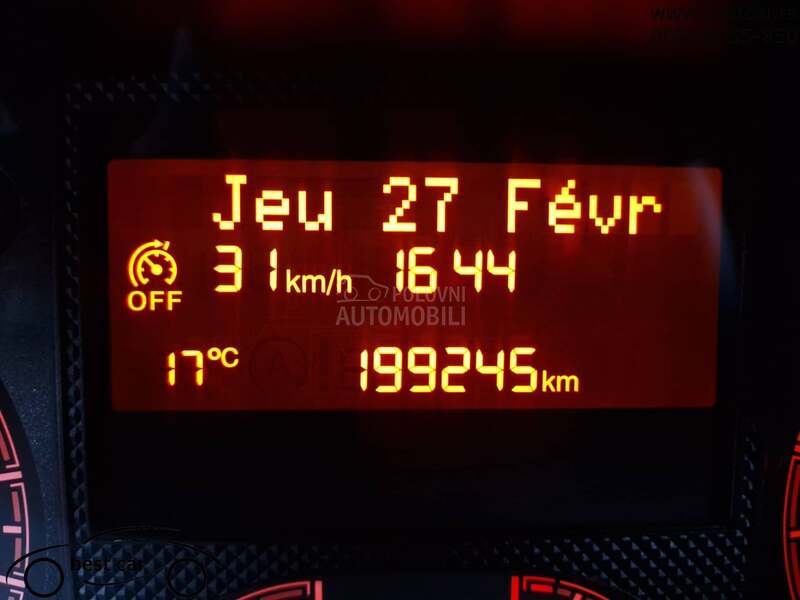 Jeu 27 Févr
31 km/h 16 44
OFF
POLOVNI
AUTOMOBILI
17 °C 199245 km
best car